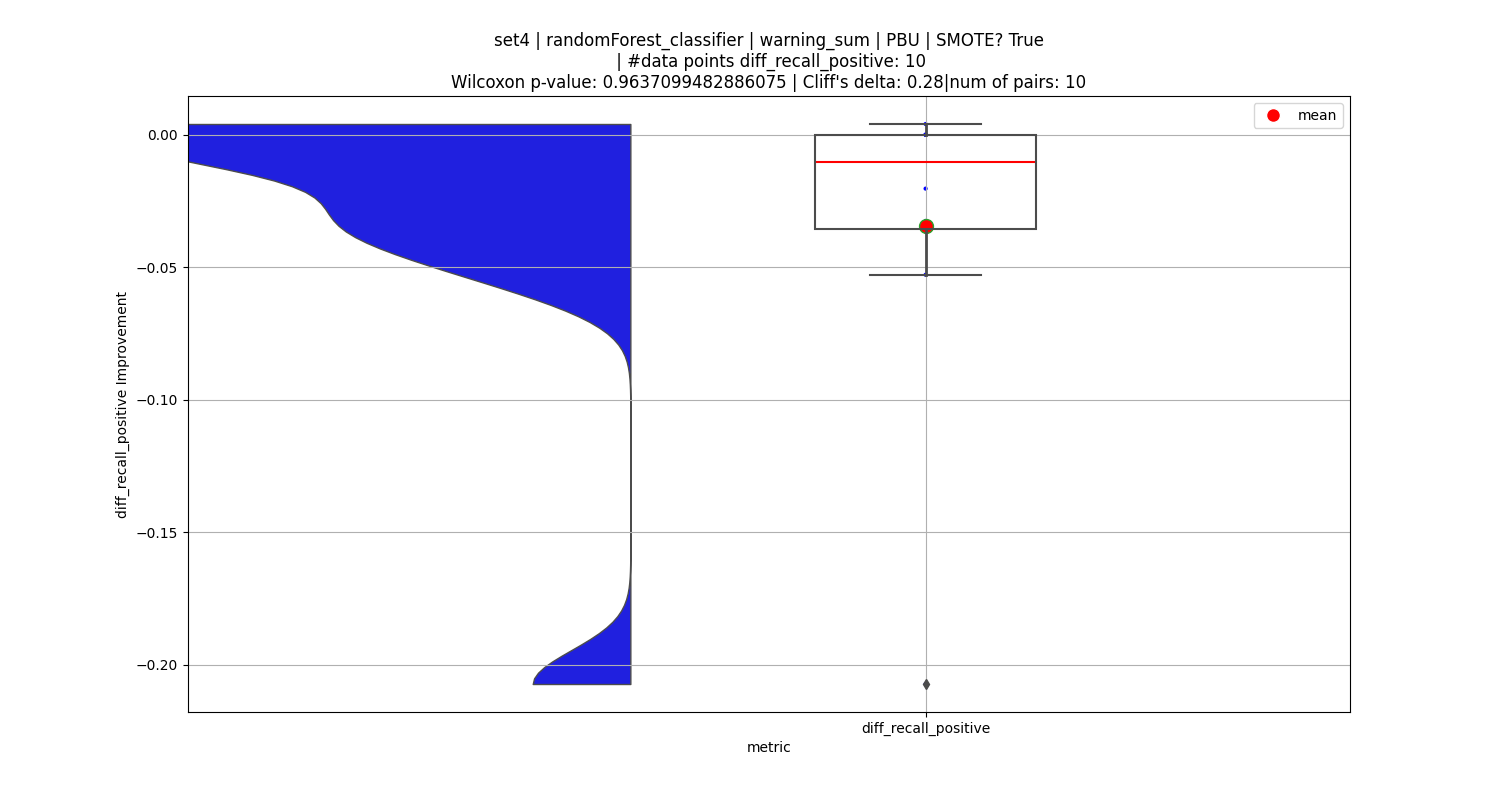 set4 | randomForest_classifier | warning_sum | PBU | SMOTE? True
| #data points diff_recall_positive: 10
Wilcoxon p-value: 0.9637099482886075 | Cliff's delta: 0.28|num of pairs: 10
mean
0.00
−0.05
−0.10
−0.15
−0.20
diff_recall_positive Improvement
diff_recall_positive
metric